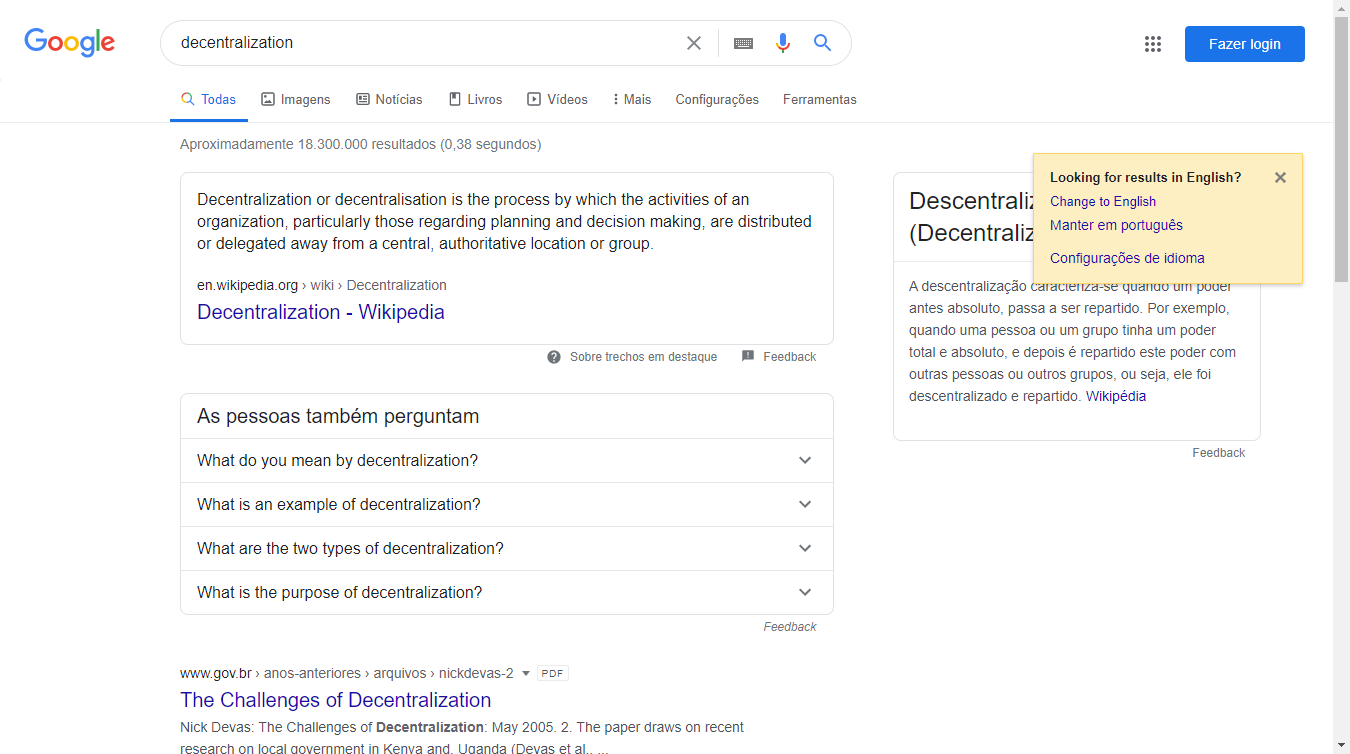 Google
decentralization
Fazer login
Todas
Imagens
Notícias
Livros
Vídeos
Mais
Configurações
Ferramentas
Aproximadamente 18.300.000 resultados (0,38 segundos)
Decentralization or decentralisation is the process by which the activities of an
organization, particularly those regarding planning and decision making, are distributed
or delegated away from a central, authoritative location or group.
en.wikipedia.org › wiki › Decentralization
Decentralization - Wikipedia
Sobre trechos em destaque
Feedback
As pessoas também perguntam
What do you mean by decentralization?
What is an example of decentralization?
What are the two types of decentralization?
What is the purpose of decentralization?
Feedback
www.gov.br › anos-anteriores › arquivos › nickdevas-2 PDF
The Challenges of Decentralization
Nick Devas: The Challenges of Decentralization: May 2005. 2. The paper draws on recent
research on local government in Kenya and. Uganda (Devas et al., ...
Looking for results in English?
Change to English
Manter em português
Configurações de idioma
A descentralização caracteriza-se quando um poder
antes absoluto, passa a ser repartido. Por exemplo,
quando uma pessoa ou um grupo tinha um poder
total e absoluto, e depois é repartido este poder com
outras pessoas ou outros grupos, ou seja, ele foi
descentralizado e repartido. Wikipédia
Feedback